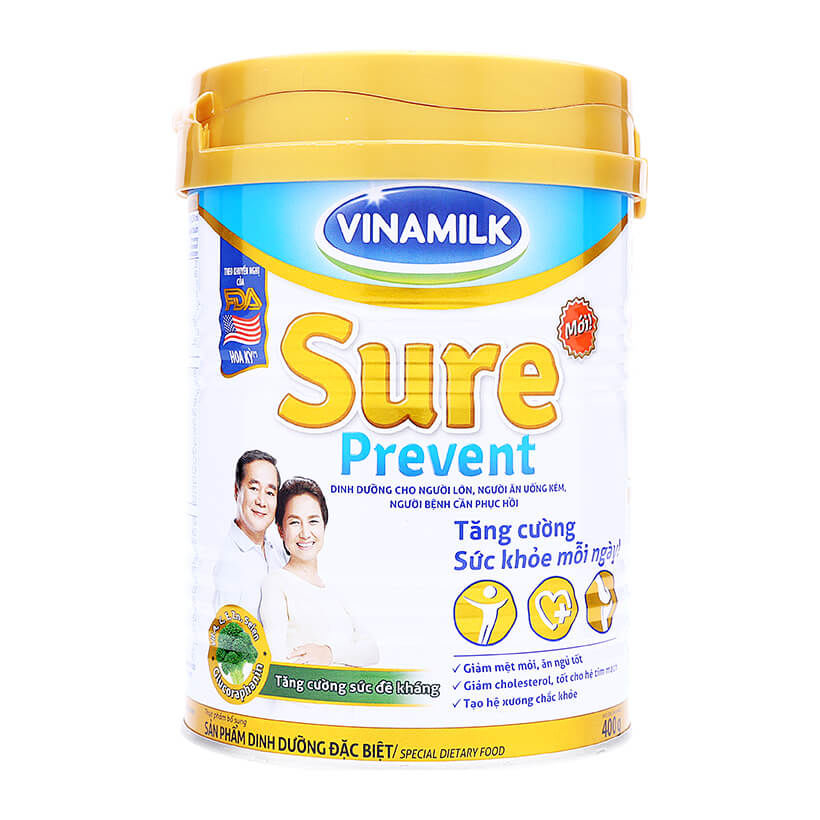 VINAMILK
THEO KHUYẾN NGHỊ
CỦA
FDA
HOA KỲ
Mới!
Sure
Prevent
DINH DƯỠNG CHO NGƯỜI LỚN, NGƯỜI ĂN UỐNG KÉM,
NGƯỜI BỆNH CẦN PHỤC HỒI
Tăng cường
Sức khỏe mỗi ngày!
A, C, E, Zn, Selen
Glucoraphanin
Tăng cường sức đề kháng
✓ Giảm mệt mỏi, ăn ngủ tốt
✓ Giảm cholesterol, tốt cho hệ tim mạch
✓ Tạo hệ xương chắc khỏe
Thực phẩm bổ sung
SẢN PHẨM DINH DƯỠNG ĐẶC BIỆT/ SPECIAL DIETARY FOOD
400g